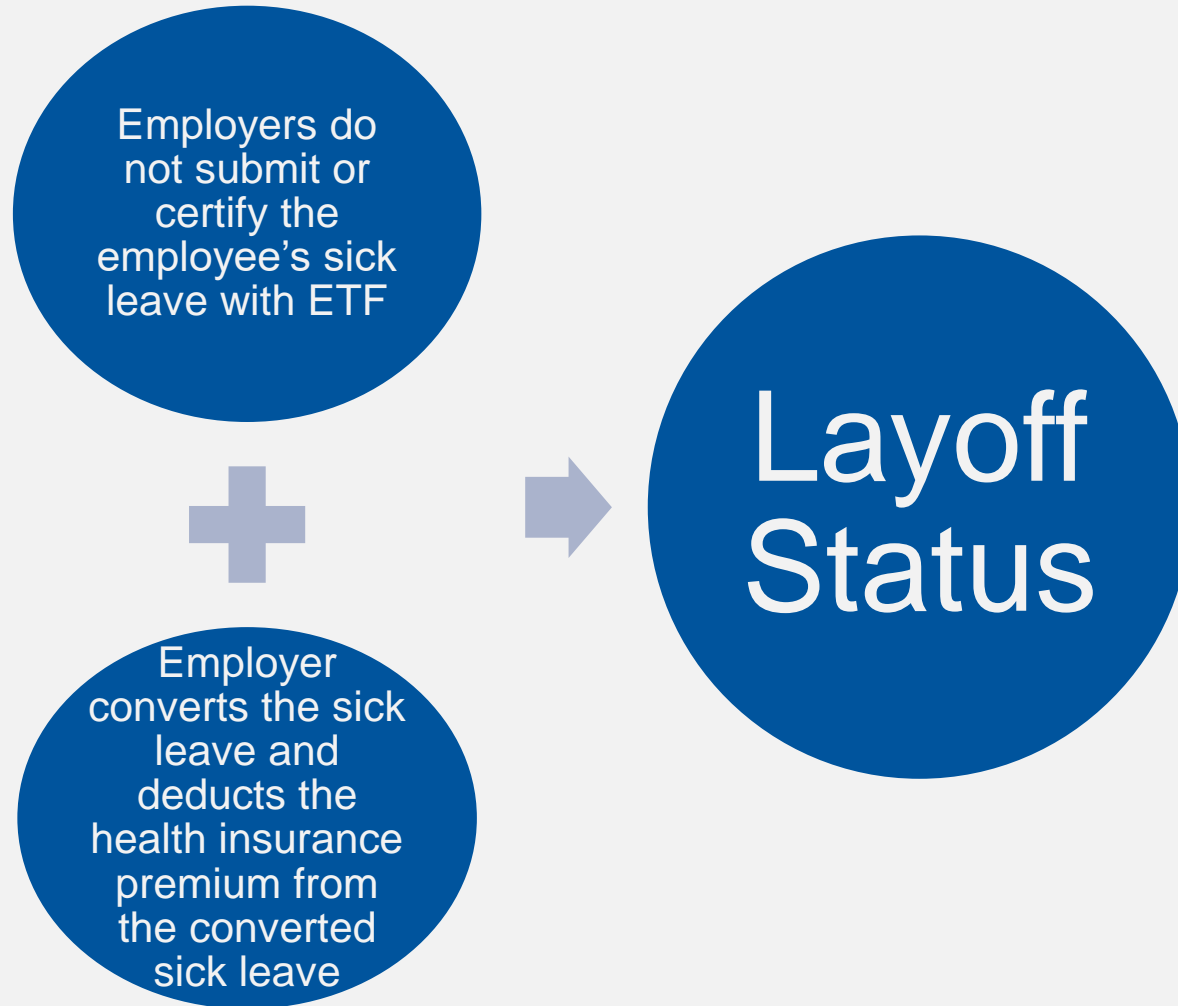 Employers do
not submit or
certify the
employee’s sick
leave with ETF
Employer
converts the sick
leave and
deducts the
health insurance
premium from
the converted
sick leave
Layoff
Status